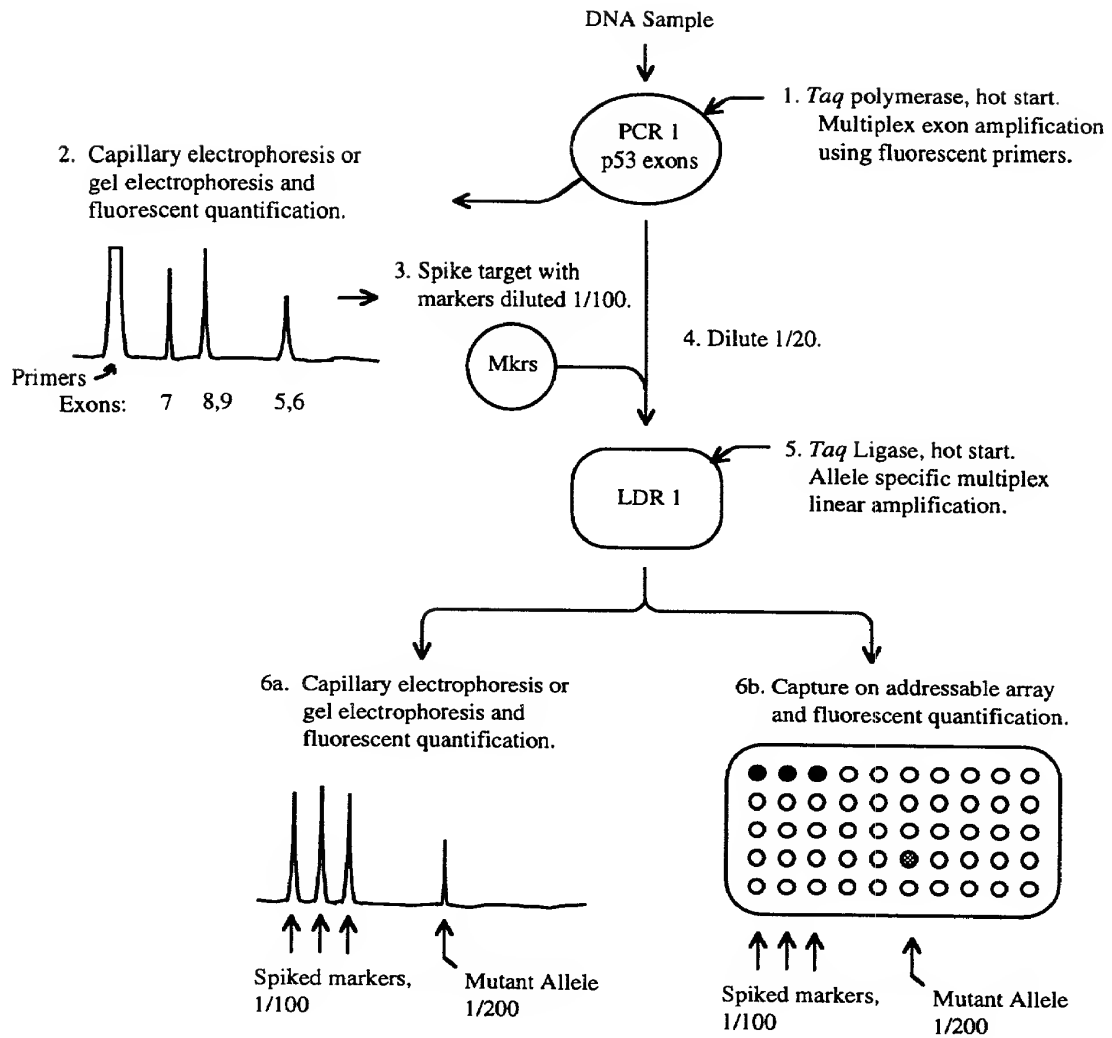 DNA Sample
1. Taq polymerase, hot start.
Multiplex exon amplification
using fluorescent primers.
PCR 1
p53 exons
2. Capillary electrophoresis or
gel electrophoresis and
fluorescent quantification.
3. Spike target with
markers diluted 1/100.
4. Dilute 1/20.
Mkrs
Primers
Exons: 7 8,9 5,6
5. Taq Ligase, hot start.
Allele specific multiplex
linear amplification.
LDR 1
6a. Capillary electrophoresis or
gel electrophoresis and
fluorescent quantification.
6b. Capture on addressable array
and fluorescent quantification.
Spiked markers,
1/100
Mutant Allele
1/200
Spiked markers,
1/100
Mutant Allele
1/200